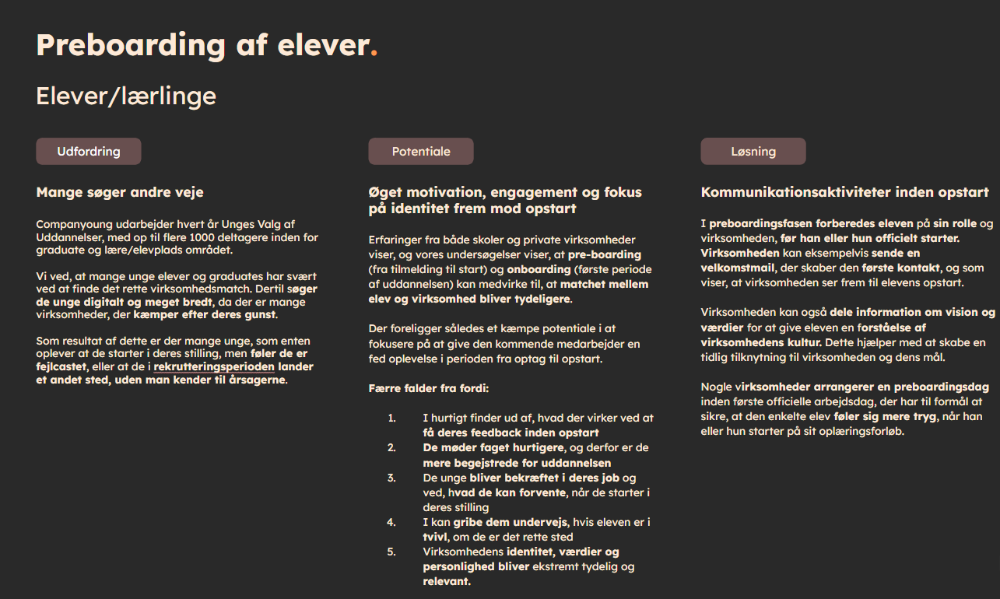 Preboarding af elever.
Elever/lærlinge
Udfordring
Mange søger andre veje
Companyoung udarbejder hvert år Unges Valg af
Uddannelser, med op til flere 1000 deltagere inden for
graduate og lære/elevplads området.
Vi ved, at mange unge elever og graduates har svært
ved at finde det rette virksomhedsmatch. Dertil søger
de unge digitalt og meget bredt, da der er mange
virksomheder, der kæmper efter deres gunst.
Som resultat af dette er der mange unge, som enten
oplever at de starter i deres stilling, men føler de er
fejlcastet, eller at de i rekrutteringsperioden lander
et andet sted, uden man kender til årsagerne.
Potentiale
Øget motivation, engagement og fokus
på identitet frem mod opstart
Erfaringer fra både skoler og private virksomheder
viser, og vores undersøgelser viser, at pre-boarding
(fra tilmelding til start) og onboarding (første periode
af uddannelsen) kan medvirke til, at matchet mellem
elev og virksomhed bliver tydeligere.
Der foreligger således et kæmpe potentiale i at
fokusere på at give den kommende medarbejder en
fed oplevelse i perioden fra optag til opstart.
Færre falder fra fordi:
1. I hurtigt finder ud af, hvad der virker ved at
få deres feedback inden opstart
2. De møder faget hurtigere, og derfor er de
mere begejstrede for uddannelsen
3. De unge bliver bekræftet i deres job og
ved, hvad de kan forvente, når de starter i
deres stilling
4. I kan gribe dem undervejs, hvis eleven er i
tvivl, om de er det rette sted
5. Virksomhedens identitet, værdier og
personlighed bliver ekstremt tydelig og
relevant.
Løsning
Kommunikationsaktiviteter inden opstart
I preboardingsfasen forberedes eleven på sin rolle og
virksomheden, før han eller hun officielt starter.
Virksomheden kan eksempelvis sende en
velkomstmail, der skaber den første kontakt, og som
viser, at virksomheden ser frem til elevens opstart.
Virksomheden kan også dele information om vision og
værdier for at give eleven en forståelse af
virksomhedens kultur. Dette hjælper med at skabe en
tidlig tilknytning til virksomheden og dens mål.
Nogle virksomheder arrangerer en preboardingsdag
inden første officielle arbejdsdag, der har til formål at
sikre, at den enkelte elev føler sig mere tryg, når han
eller hun starter på sit oplæringsforløb.